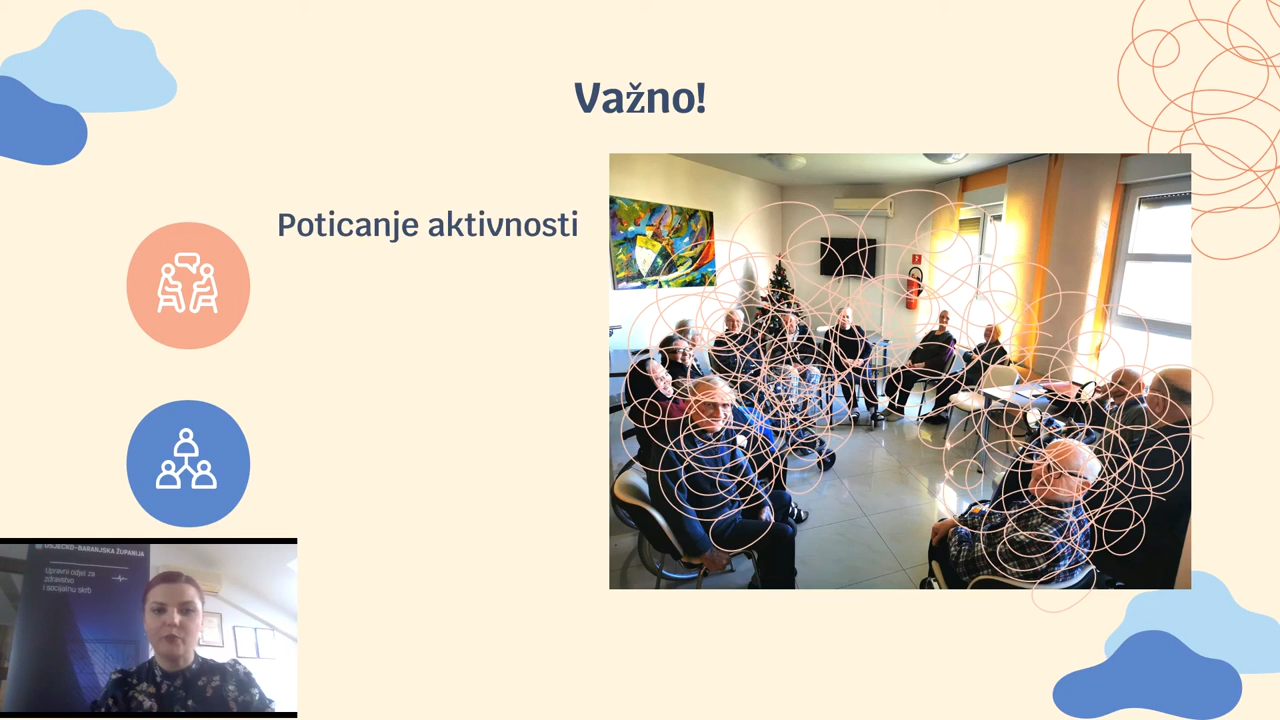 Važno!
Poticanje aktivnosti
OSJEČKO-BARANJSKA ŽUPANIJA
Upravni odjel za
zdravstvo
i socijalnu skrb